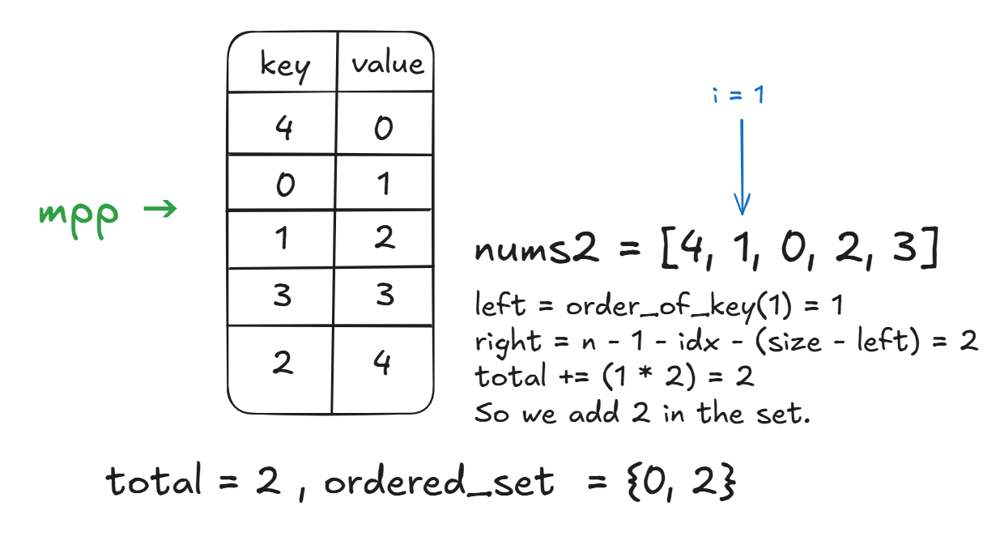 key value
4 0
0 1
1 2
3 3
2 4
mpp →
i = 1
nums2 = [4, 1, 0, 2, 3]
left = order_of_key(1) = 1
right = n - 1 - idx - (size - left) = 2
total += (1 * 2) = 2
So we add 2 in the set.
total = 2 , ordered_set = {0, 2}